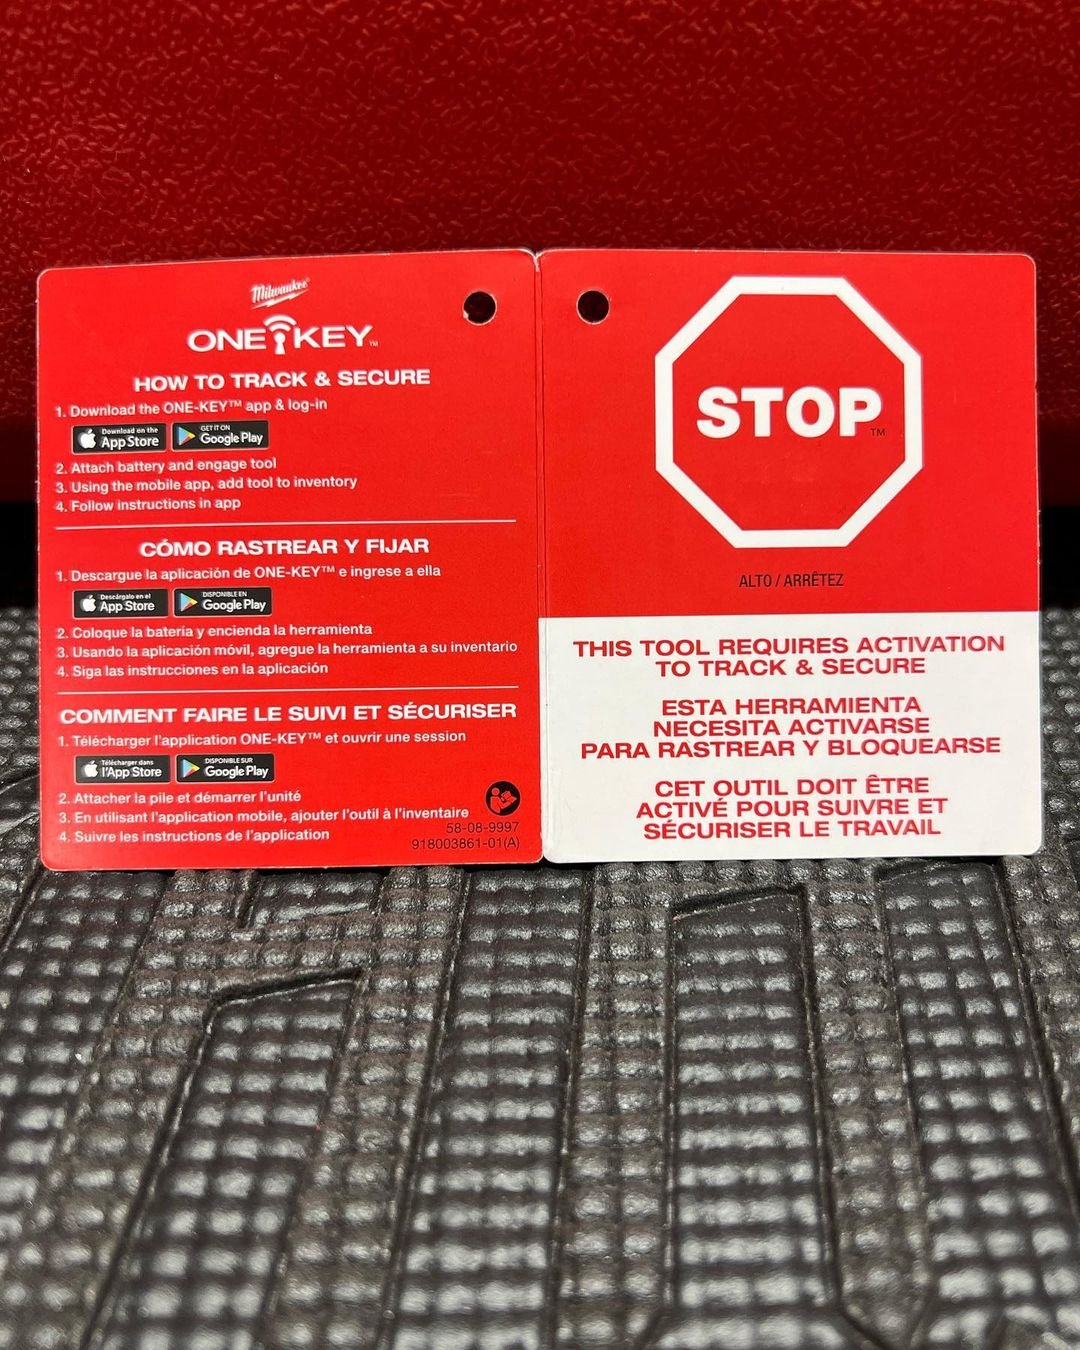 Milwaukee
ONE KEY™
HOW TO TRACK & SECURE
1. Download the ONE-KEY™ app & log-in
Download on the
App Store
GET IT ON
Google Play
2. Attach battery and engage tool
3. Using the mobile app, add tool to inventory
4. Follow instructions in app
CÓMO RASTREAR Y FIJAR
1. Descargue la aplicación de ONE-KEY™ e ingrese a ella
Descárgalo en el
App Store
DISPONIBLE EN
Google Play
2. Coloque la batería y encienda la herramienta
3. Usando la aplicación móvil, agregue la herramienta a su inventario
4. Siga las instrucciones en la aplicación
COMMENT FAIRE LE SUIVI ET SÉCURISER
1. Télécharger l'application ONE-KEY™ et ouvrir une session
Télécharger dans
l'App Store
DISPONIBLE SUR
Google Play
2. Attacher la pile et démarrer l'unité
3. En utilisant l'application mobile, ajouter l'outil à l'inventaire
4. Suivre les instructions de l'application
58-08-9997
918003861-01(A)
STOP™
ALTO / ARRÊTEZ
THIS TOOL REQUIRES ACTIVATION
TO TRACK & SECURE
ESTA HERRAMIENTA
NECESITA ACTIVARSE
PARA RASTREAR Y BLOQUEARSE
CET OUTIL DOIT ÊTRE
ACTIVÉ POUR SUIVRE ET
SÉCURISER LE TRAVAIL